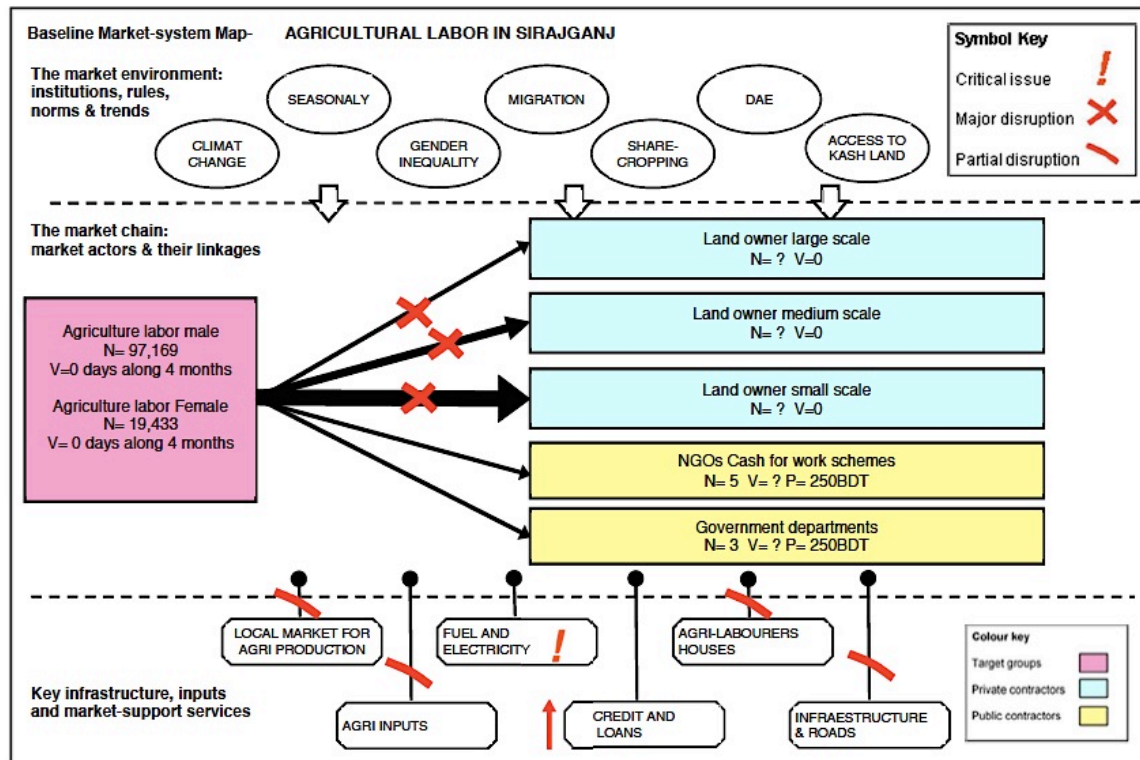 Baseline Market-system Map- AGRICULTURAL LABOR IN SIRAJGANJ
The market environment:
institutions, rules,
norms & trends
SEASONALY
MIGRATION
DAE
CLIMAT
CHANGE
GENDER
INEQUALITY
SHARE-
CROPPING
ACCESS TO
KASH LAND
Symbol Key
Critical issue
Major disruption
Partial disruption
The market chain:
market actors & their linkages
Agriculture labor male
N= 97,169
V=0 days along 4 months
Agriculture labor Female
N= 19,433
V= 0 days along 4 months
Land owner large scale
N= ? V=0
Land owner medium scale
N= ? V=0
Land owner small scale
N= ? V=0
NGOs Cash for work schemes
N= 5 V= ? P= 250BDT
Government departments
N= 3 V= ? P= 250BDT
LOCAL MARKET FOR
AGRI PRODUCTION
FUEL AND
ELECTRICITY !
AGRI-LABOURERS
HOUSES
Key infrastructure, inputs
and market-support services
AGRI INPUTS
CREDIT AND
LOANS
INFRAESTRUCTURE
& ROADS
Colour key
Target groups
Private contractors
Public contractors